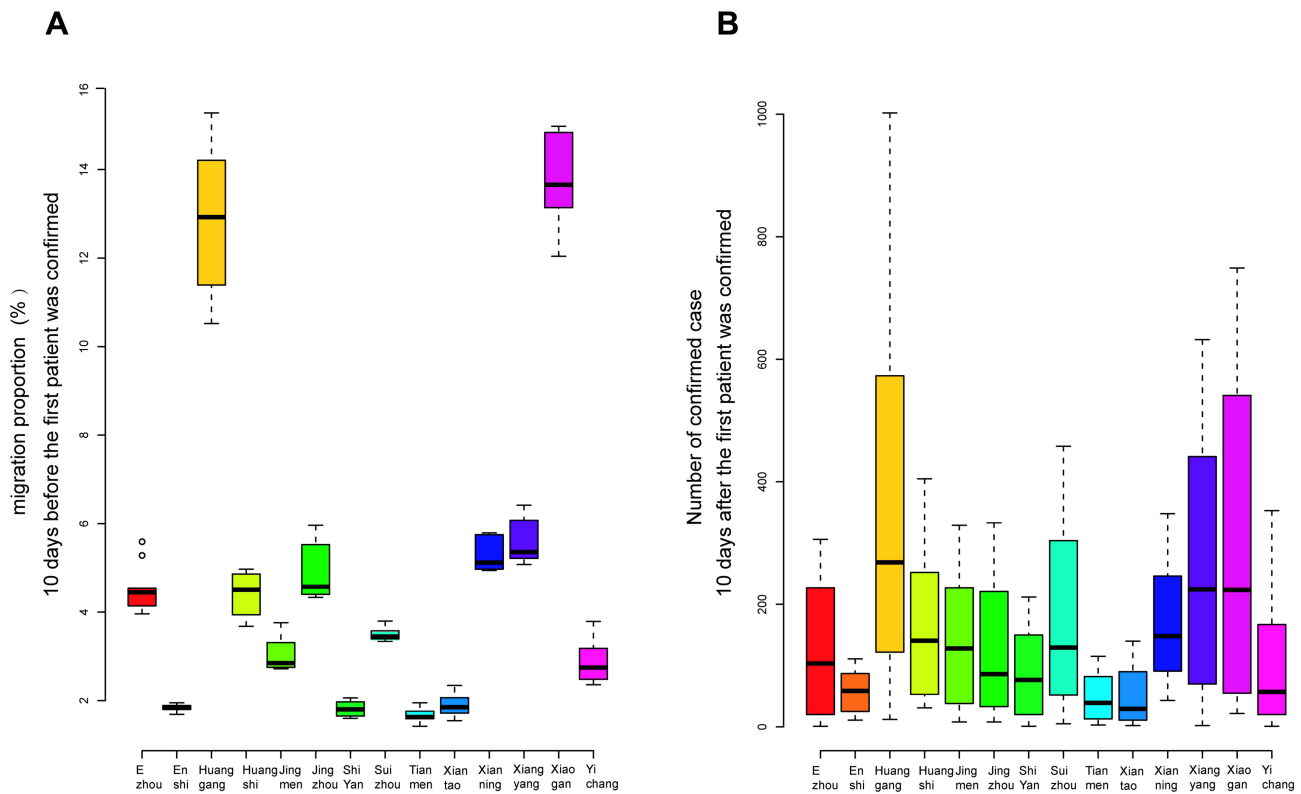 A
migration proportion (%)
10 days before the first patient was confirmed
16
14
12
10
8
6
4
2
E En Huang Huang Jing Jing Shi Sui Tian Xian Xian Xiang Xiao Yi
zhou shi gang shi men zhou Yan zhou men tao ning yang gan chang
B
Number of confirmed case
10 days after the first patient was confirmed
1000
800
600
400
200
0
E En Huang Huang Jing Jing Shi Sui Tian Xian Xian Xiang Xiao Yi
zhou shi gang shi men zhou Yan zhou men tao ning yang gan chang